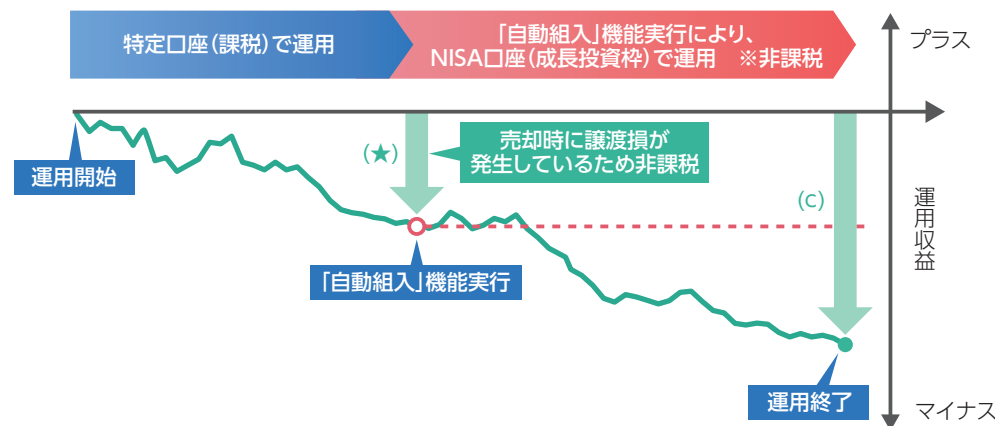 特定口座(課税)で運用
「自動組入」機能実行により、
NISA口座(成長投資枠)で運用　※非課税
プラス
運用開始
(★)
売却時に譲渡損が
発生しているため非課税
(C)
運用収益
「自動組入」機能実行
運用終了
マイナス